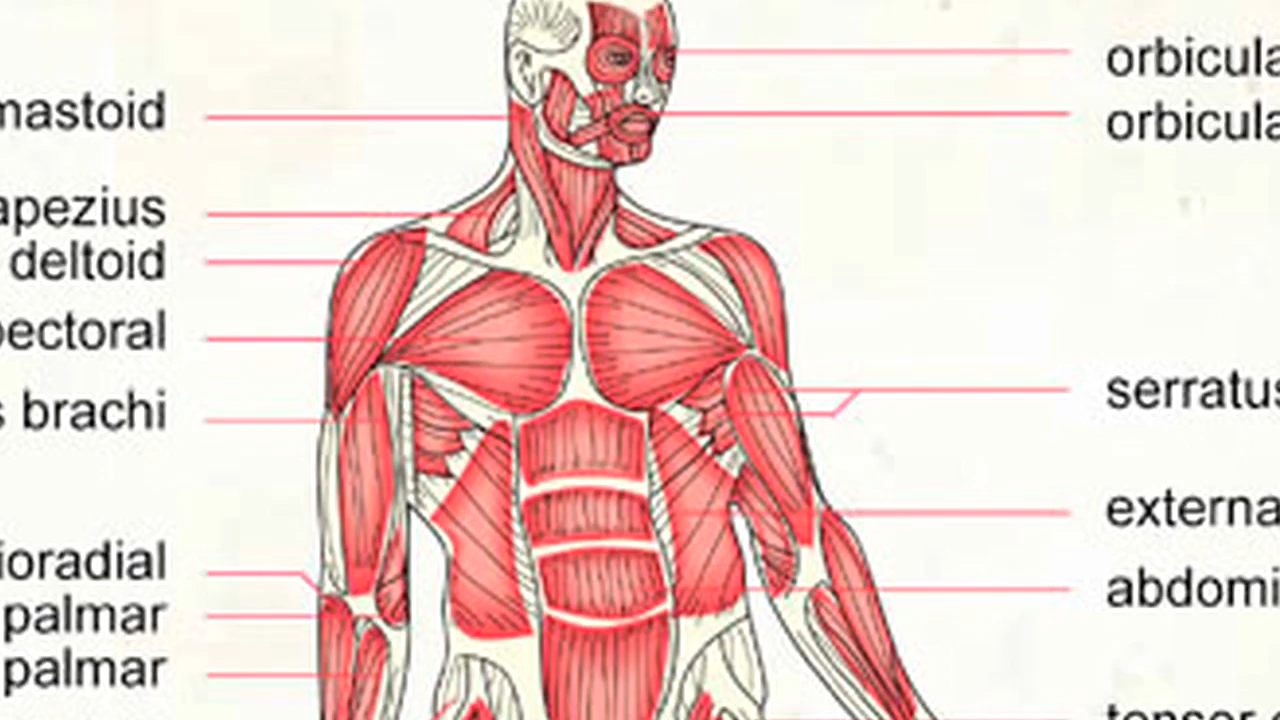 mastoid
apezius
deltoid
pectoral
s brachi
ioradial
palmar
palmar
orbicula
orbicula
serratus
externa
abdomi